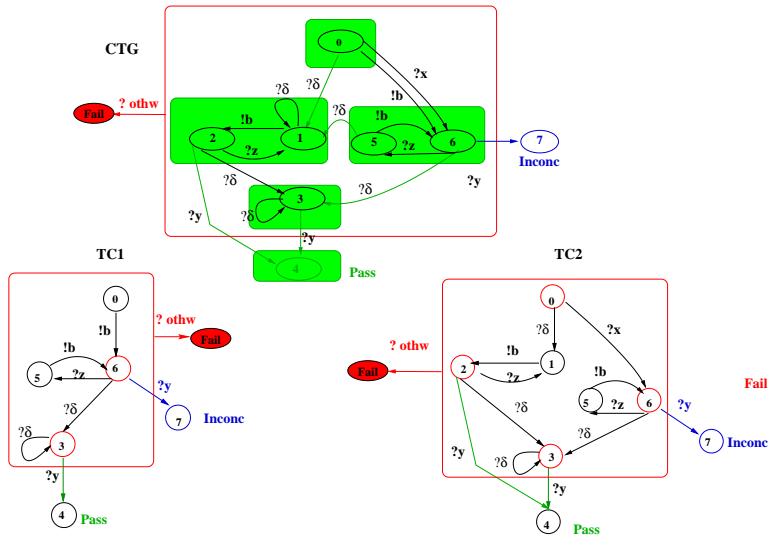 CTG
0
?x
?δ
!b
?δ
!b
?δ
!b
? othw
Fail
2
1
5
6
7
?z
?z
Inconc
?δ
?δ
?y
?y
3
?δ
?y
4
Pass
TC1
0
!b
? othw
Fail
!b
6
5
?z
?y
?δ
7
Inconc
?δ
3
?y
4
Pass
TC2
0
?x
?δ
? othw
!b
1
Fail
2
?z
!b
Fail
5
6
?z
?y
?δ
?δ
7
Inconc
?y
?δ
3
?y
4
Pass